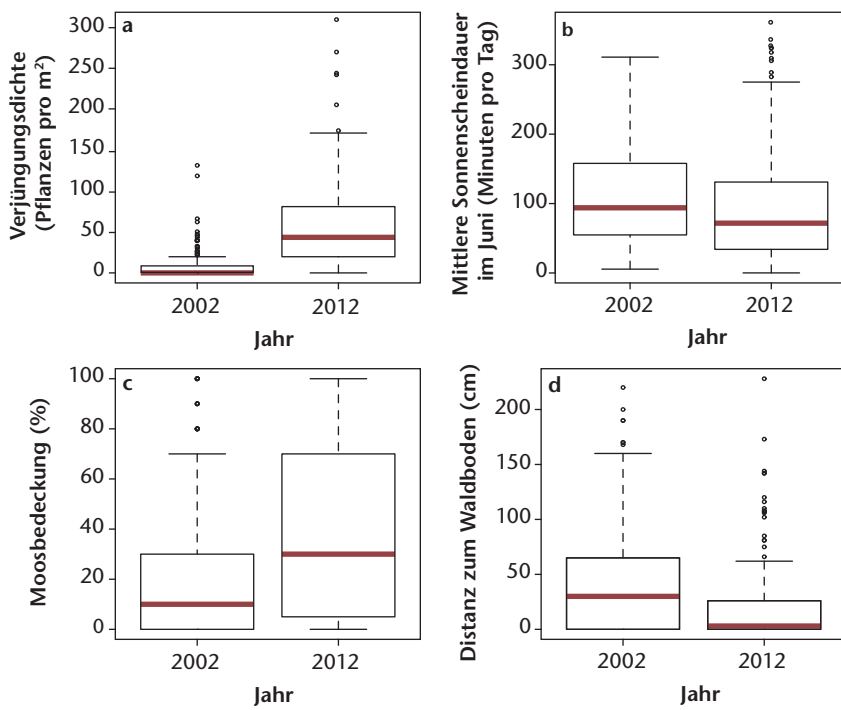 a
Verjüngungsdichte
(Pflanzen pro m²)
300
250
200
150
100
50
0
2002
2012
Jahr
b
Mittlere Sonnenscheindauer
im Juni (Minuten pro Tag)
300
200
100
0
2002
2012
Jahr
c
Moosbedeckung (%)
100
80
60
40
20
0
2002
2012
Jahr
d
Distanz zum Waldboden (cm)
200
150
100
50
0
2002
2012
Jahr